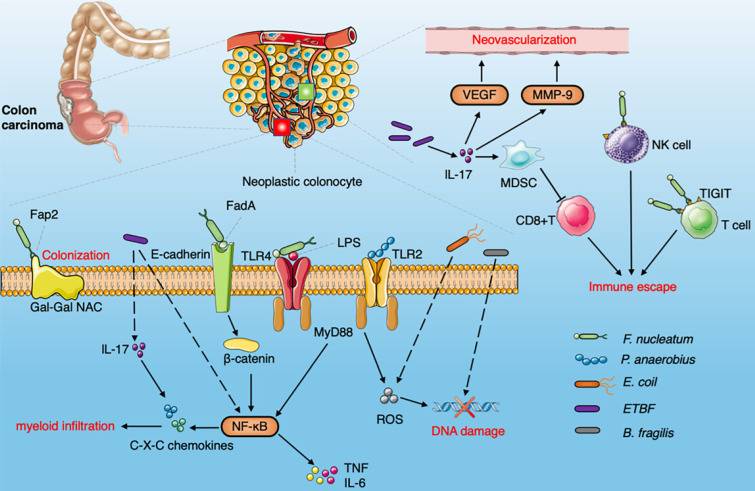 Colon
carcinoma
Neovascularization
VEGF
MMP-9
IL-17
MDSC
CD8+T
NK cell
TIGIT
T cell
Immune escape
Neoplastic colonocyte
Fap2
Colonization
Gal-Gal NAC
E-cadherin
FadA
TLR4
LPS
TLR2
MyD88
IL-17
β-catenin
ROS
DNA damage
myeloid infiltration
C-X-C chemokines
NF-κB
TNF
IL-6
F. nucleatum
P. anaerobius
E. coil
ETBF
B. fragilis